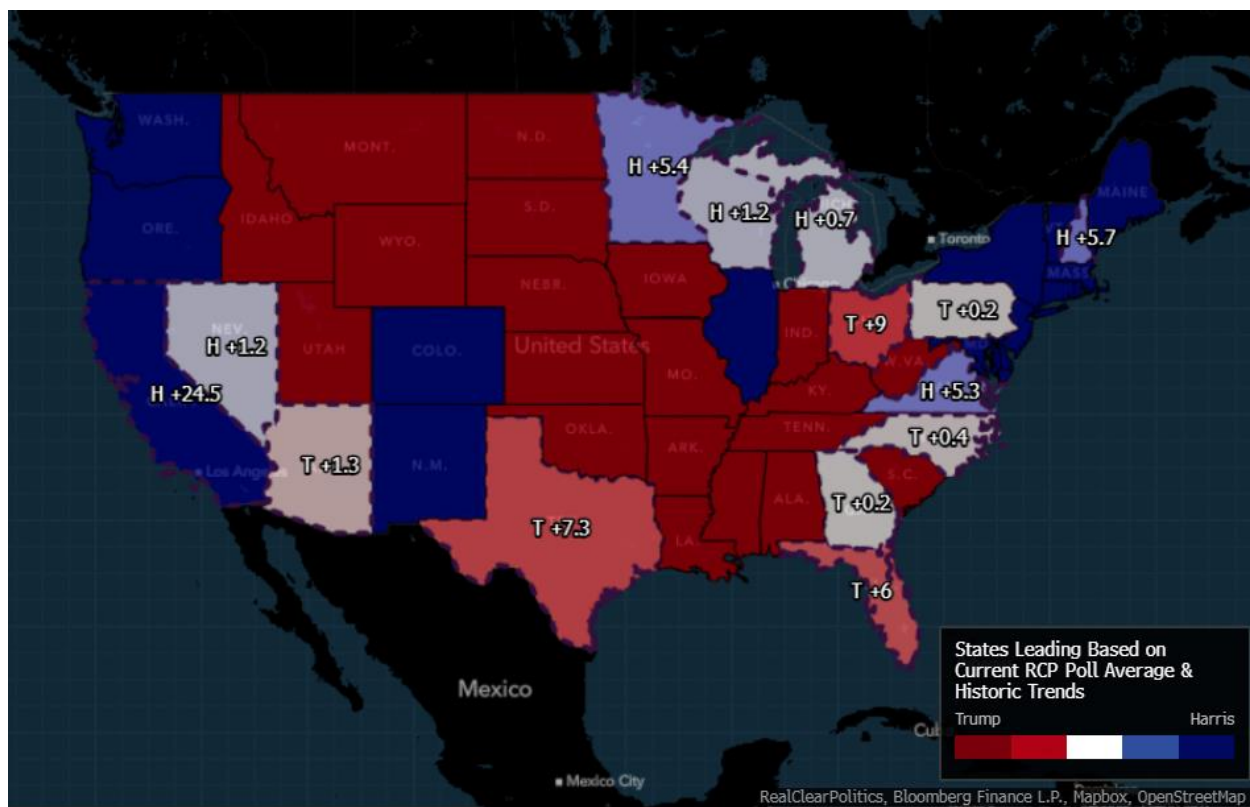 WASH.
MONT.
N.D.
MAINE
H +5.4
ORE.
IDAHO
S.D.
H +1.2
H +0.7
WYO.
Toronto
H +5.7
MASS
IOWA
NEBR.
NEV.
H +1.2
T +9
T +0.2
UTAH
COLO.
United States
IND.
W.VA
MO.
KY.
H +5.3
H +24.5
TENN.
T +0.4
OKLA.
ARK.
Los Angeles
T +1.3
N.M.
S.C.
ALA.
T +0.2
T +7.3
LA.
T +6
Mexico
States Leading Based on
Current RCP Poll Average &
Historic Trends
Trump Harris
Mexico City
RealClearPolitics, Bloomberg Finance L.P., Mapbox, OpenStreetMap